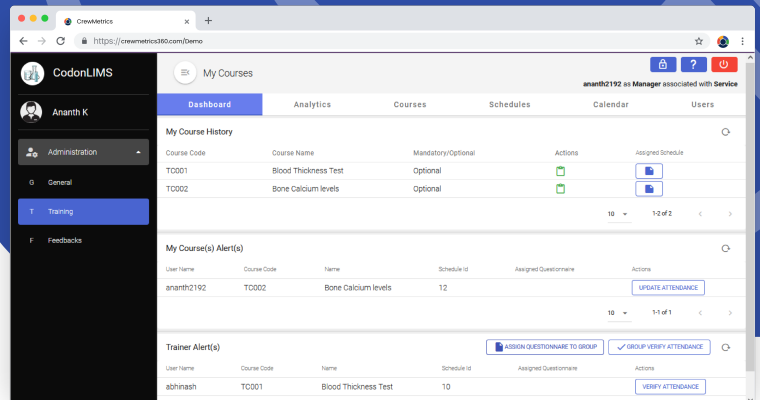 CrewMetrics
https://crewmetrics360.com/Demo
CodonLIMS
My Courses
?
ananth2192 as Manager associated with Service
Ananth K
Dashboard Analytics Courses Schedules Calendar Users
My Course History
Administration
Course Code Course Name Mandatory/Optional Actions Assigned Schedule
TC001 Blood Thickness Test Optional
G General
TC002 Bone Calcium levels Optional
T Training
10 1-2 of 2
F Feedbacks
My Course(s) Alert(s)
User Name Course Code Name Schedule Id Assigned Questionnaire Actions
ananth2192 TC002 Bone Calcium levels 12 UPDATE ATTENDANCE
10 1-1 of 1
Trainer Alert(s) ASSIGN QUESTIONNARE TO GROUP GROUP VERIFY ATTENDANCE
User Name Course Code Name Schedule Id Assigned Questionnaire Actions
abhinash TC001 Blood Thickness Test 10 VERIFY ATTENDANCE